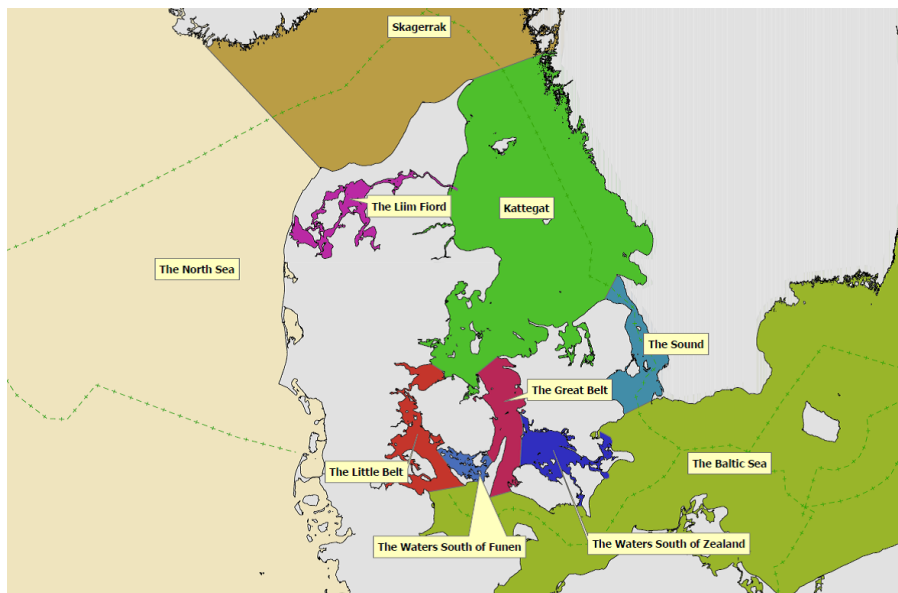 Skagerrak
The Liim Fiord
Kattegat
The North Sea
The Sound
The Great Belt
The Little Belt
The Baltic Sea
The Waters South of Funen
The Waters South of Zealand